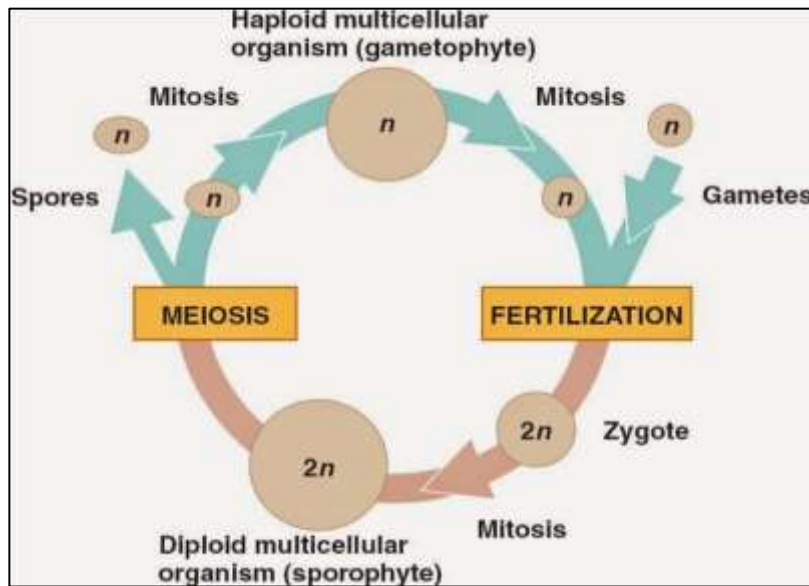 Haploid multicellular
organism (gametophyte)
Mitosis
Mitosis
n
n
n
Spores
n
n
Gametes
MEIOSIS
FERTILIZATION
2n
Zygote
2n
Mitosis
Diploid multicellular
organism (sporophyte)